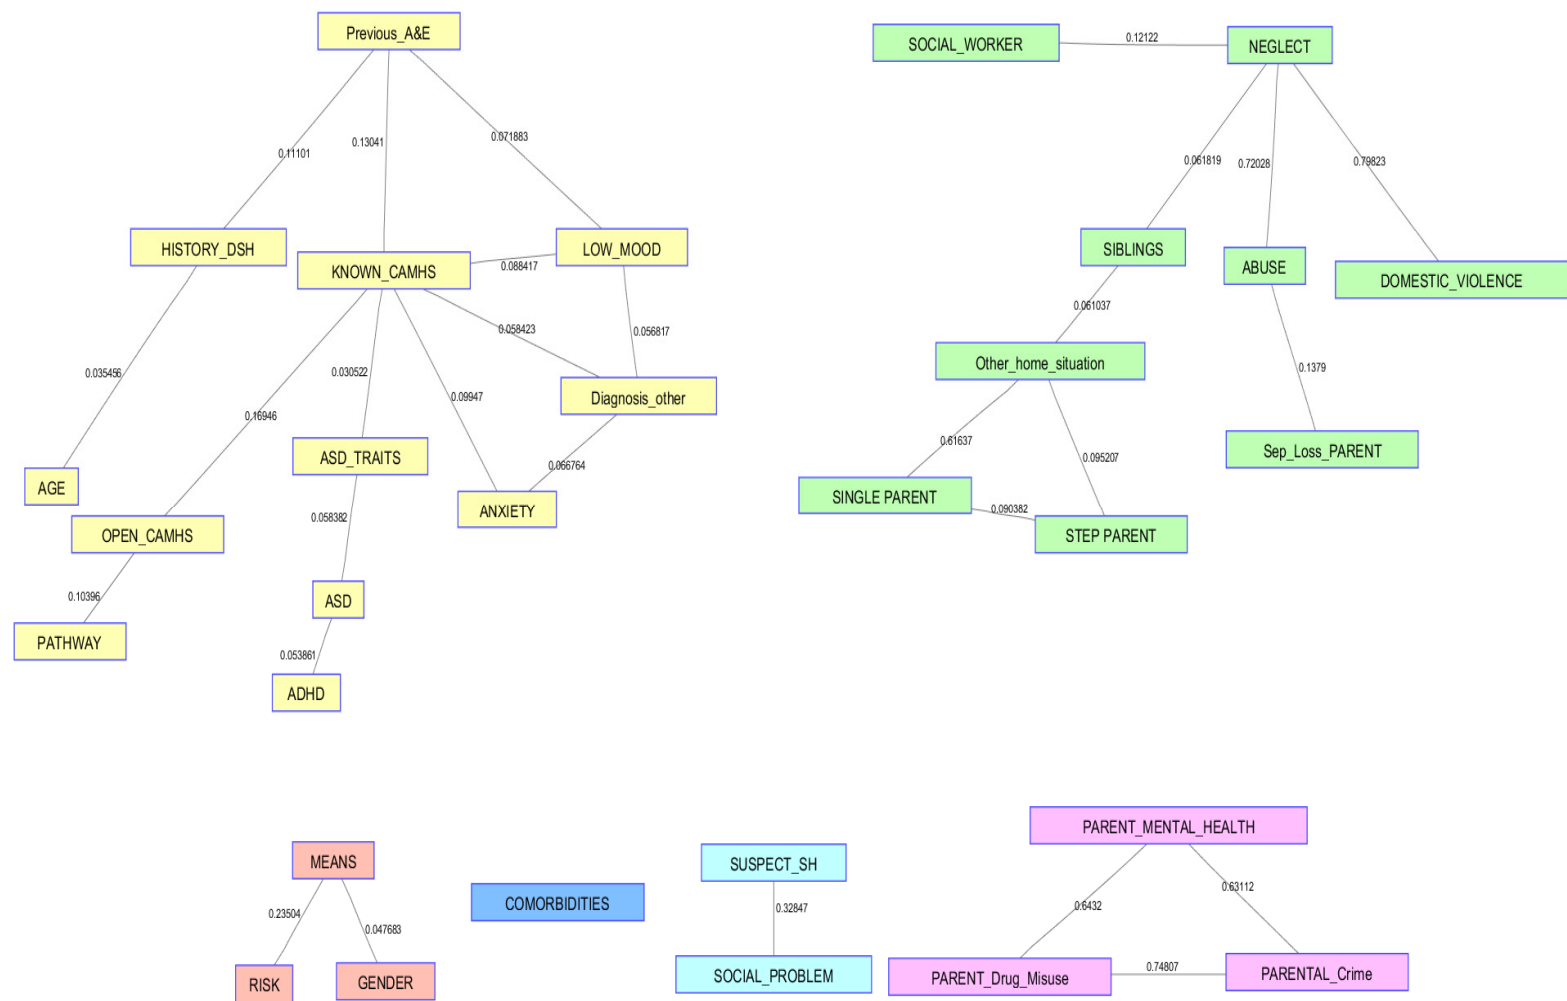 Previous_A&E
SOCIAL_WORKER
0.12122
NEGLECT
0.11101
0.13041
0.071883
0.061819
0.72028
0.79823
HISTORY_DSH
KNOWN_CAMHS
0.088417
LOW_MOOD
SIBLINGS
ABUSE
DOMESTIC_VIOLENCE
0.035456
0.16946
0.030522
0.09947
0.058423
0.056817
Diagnosis_other
0.061037
Other_home_situation
0.1379
AGE
ASD_TRAITS
0.066764
ANXIETY
0.61637
0.095207
Sep_Loss_PARENT
OPEN_CAMHS
0.058382
SINGLE PARENT
0.090382
STEP PARENT
0.10396
PATHWAY
ASD
0.053861
ADHD
MEANS
0.23504
0.047683
RISK
GENDER
COMORBIDITIES
SUSPECT_SH
0.32847
SOCIAL_PROBLEM
PARENT_MENTAL_HEALTH
0.6432
0.63112
PARENT_Drug_Misuse
0.74807
PARENTAL_Crime